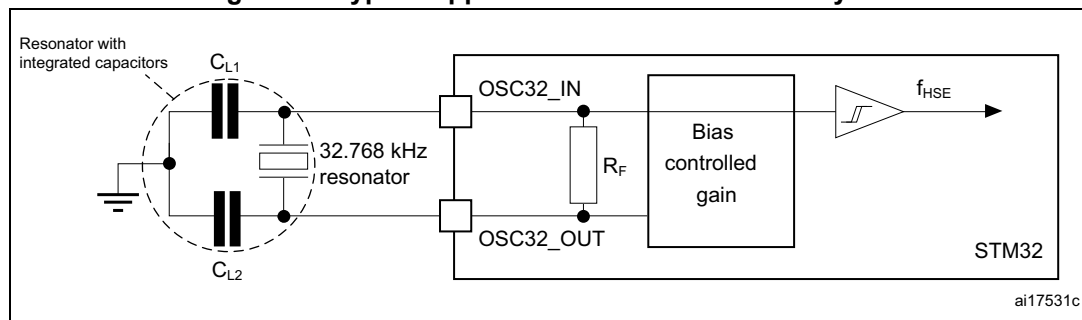 Resonator with
integrated capacitors
CL1
OSC32_IN
fHSE
32.768 kHz
resonator
RF
Bias
controlled
gain
OSC32_OUT
STM32
CL2
ai17531c